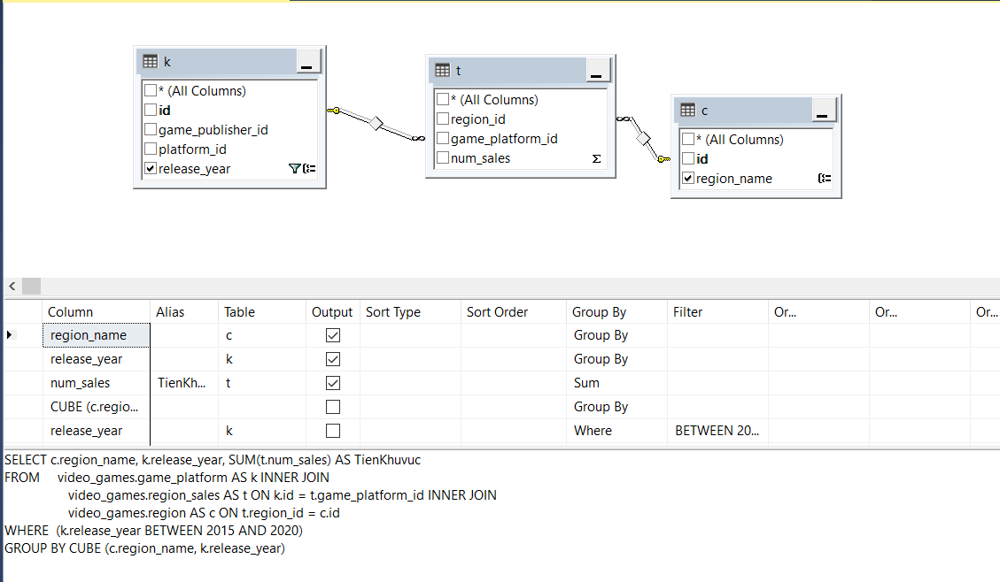 k
* (All Columns)
id
game_publisher_id
platform_id
release_year
t
* (All Columns)
region_id
game_platform_id
num_sales Σ
c
* (All Columns)
id
region_name
Column Alias Table Output Sort Type Sort Order Group By Filter Or... Or... Or...
region_name c Group By
release_year k Group By
num_sales TienKh... t Sum
CUBE (c.regio... Group By
release_year k Where BETWEEN 20...
SELECT c.region_name, k.release_year, SUM(t.num_sales) AS TienKhuvuc
FROM video_games.game_platform AS k INNER JOIN
video_games.region_sales AS t ON k.id = t.game_platform_id INNER JOIN
video_games.region AS c ON t.region_id = c.id
WHERE (k.release_year BETWEEN 2015 AND 2020)
GROUP BY CUBE (c.region_name, k.release_year)